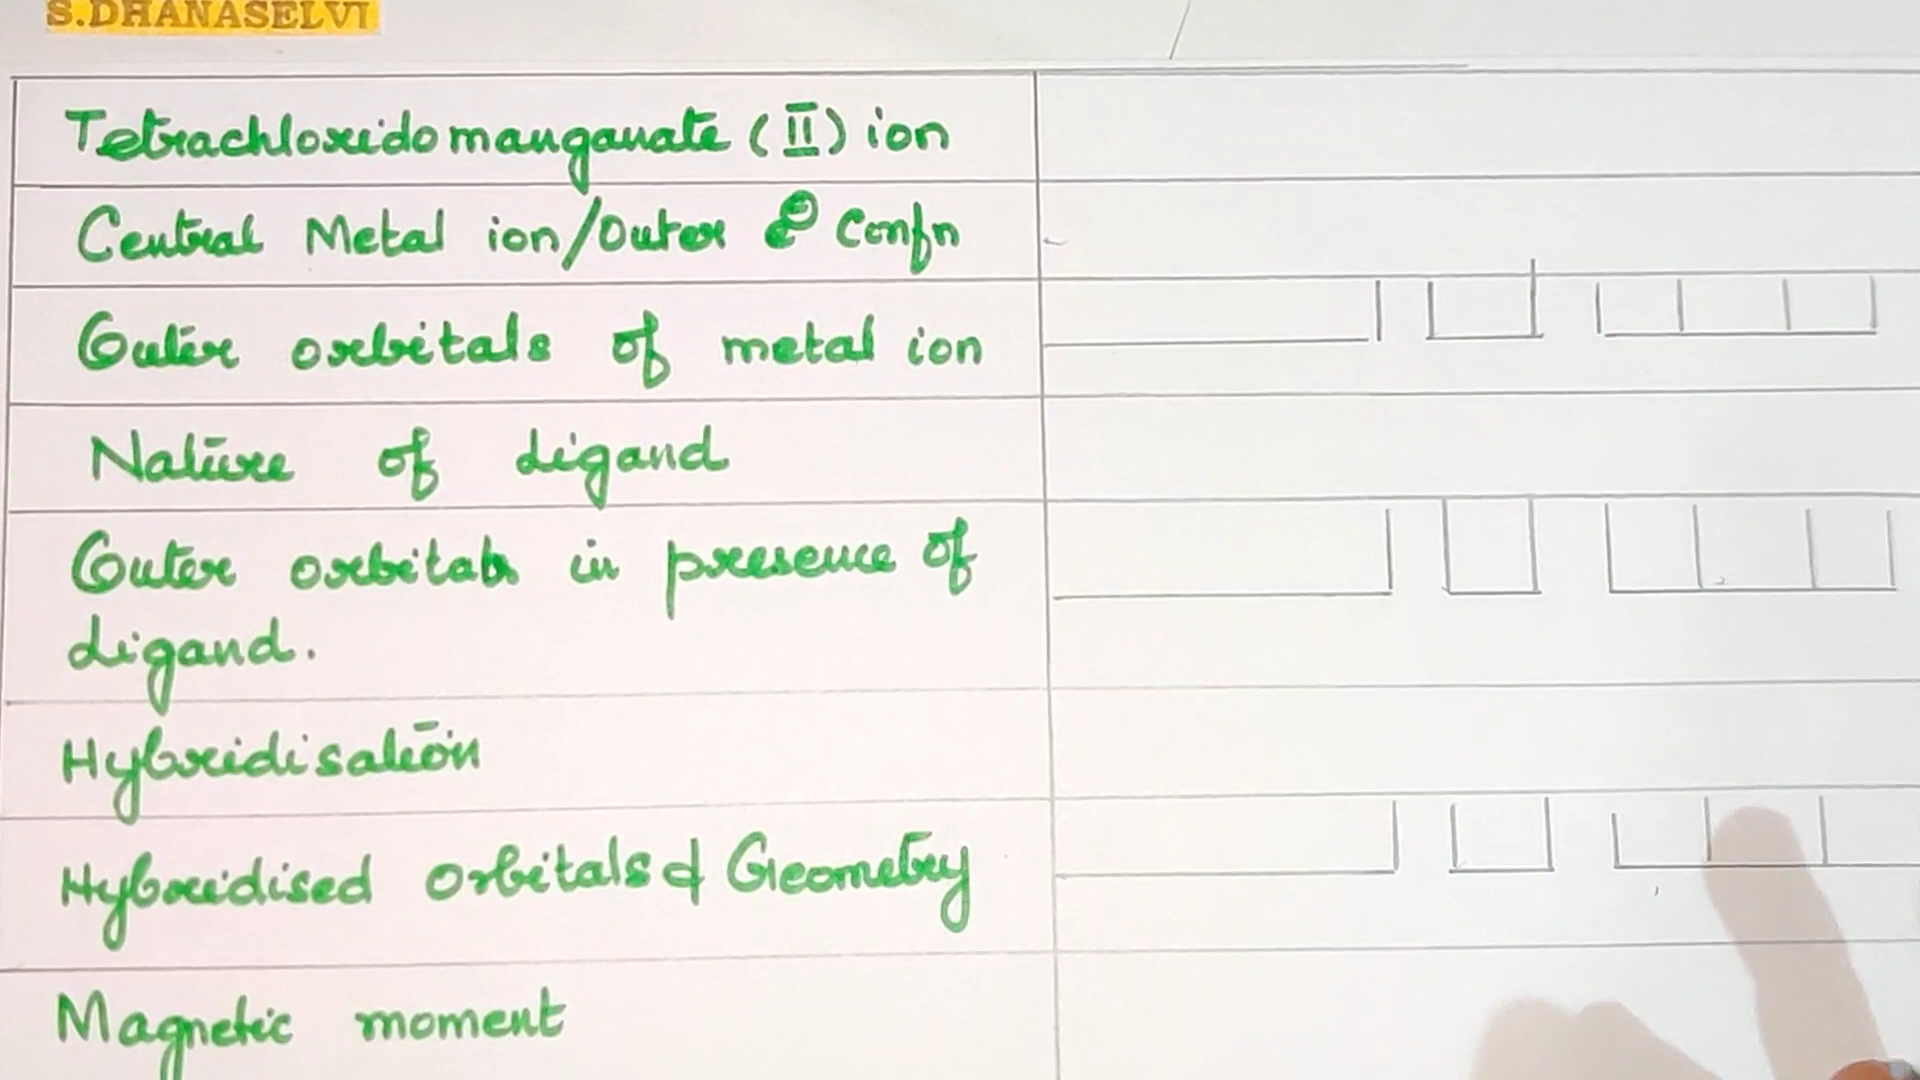 S.DHANASELVI
Tetrachloridomanganate (II) ion
Central Metal ion/Outer e⊖ Confn
Outer orbitals of metal ion
Nature of Ligand
Outer orbitals in presence of
Ligand.
Hybridisation
Hybridised orbitals & Geometry
Magnetic moment